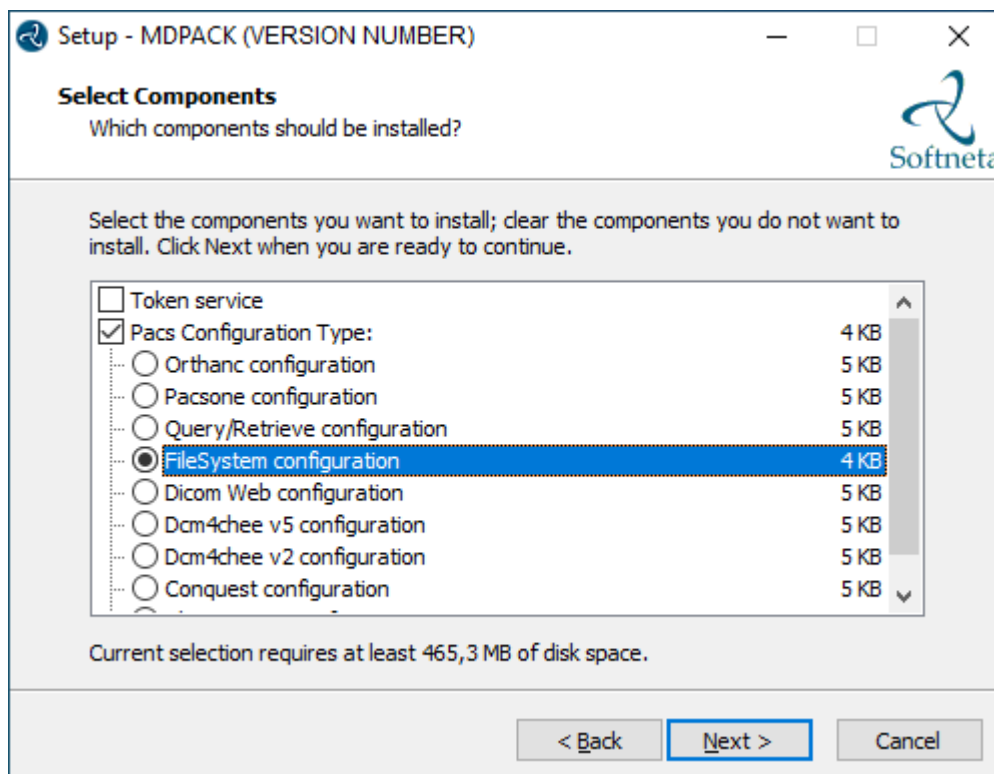 Setup - MDPACK (VERSION NUMBER)
Select Components
Which components should be installed?
Softneta
Select the components you want to install; clear the components you do not want to
install. Click Next when you are ready to continue.
Token service
Pacs Configuration Type: 4 KB
Orthanc configuration 5 KB
Pacsone configuration 5 KB
Query/Retrieve configuration 5 KB
FileSystem configuration 4 KB
Dicom Web configuration 5 KB
Dcm4chee v5 configuration 5 KB
Dcm4chee v2 configuration 5 KB
Conquest configuration 5 KB
Current selection requires at least 465,3 MB of disk space.
< Back Next > Cancel